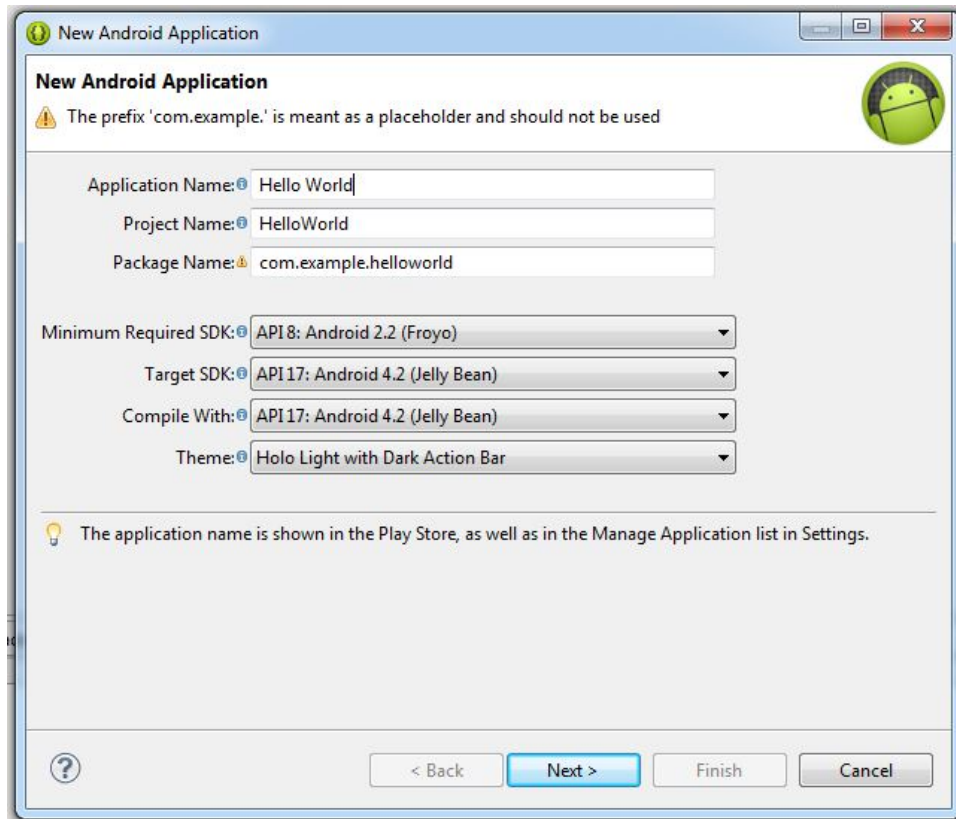 New Android Application
New Android Application
The prefix 'com.example.' is meant as a placeholder and should not be used
Application Name: Hello World
Project Name: HelloWorld
Package Name: com.example.helloworld
Minimum Required SDK: API 8: Android 2.2 (Froyo)
Target SDK: API 17: Android 4.2 (Jelly Bean)
Compile With: API 17: Android 4.2 (Jelly Bean)
Theme: Holo Light with Dark Action Bar
The application name is shown in the Play Store, as well as in the Manage Application list in Settings.
< Back
Next >
Finish
Cancel